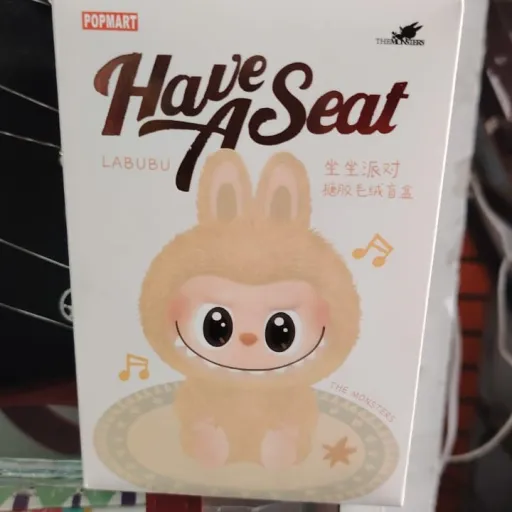 POPMART
THE MONSTERS
Have
A Seat
LABUBU
坐坐派对
搪胶毛绒盲盒
THE MONSTERS